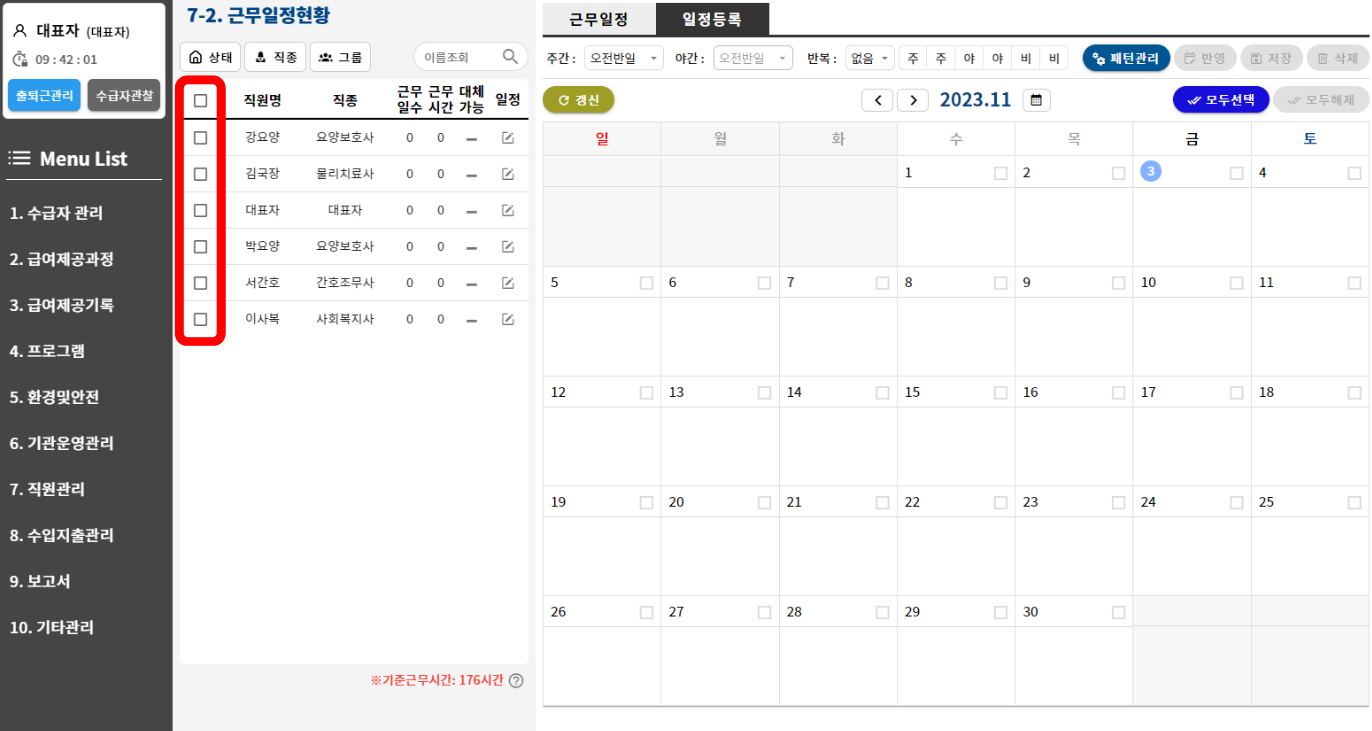 대표자 (대표자)
09 : 42 : 01
출퇴근관리 수급자관찰
Menu List
1. 수급자 관리
2. 급여제공과정
3. 급여제공기록
4. 프로그램
5. 환경및안전
6. 기관운영관리
7. 직원관리
8. 수입지출관리
9. 보고서
10. 기타관리
7-2. 근무일정현황
상태 직종 그룹 이름조회
직원명 직종 근무일수 근무시간 대체가능 일정
강요양 요양보호사 0 0 –
김국장 물리치료사 0 0 –
대표자 대표자 0 0 –
박요양 요양보호사 0 0 –
서간호 간호조무사 0 0 –
이사복 사회복지사 0 0 –
※기준근무시간: 176시간 ?
근무일정 일정등록
주간 : 오전반일 야간 : 오전반일 반복 : 없음 주 주 야 야 비 비 패턴관리 반영 저장 삭제
갱신 < > 2023.11 모두선택 모두해제
일 월 화 수 목 금 토
1 2 3 4
5 6 7 8 9 10 11
12 13 14 15 16 17 18
19 20 21 22 23 24 25
26 27 28 29 30